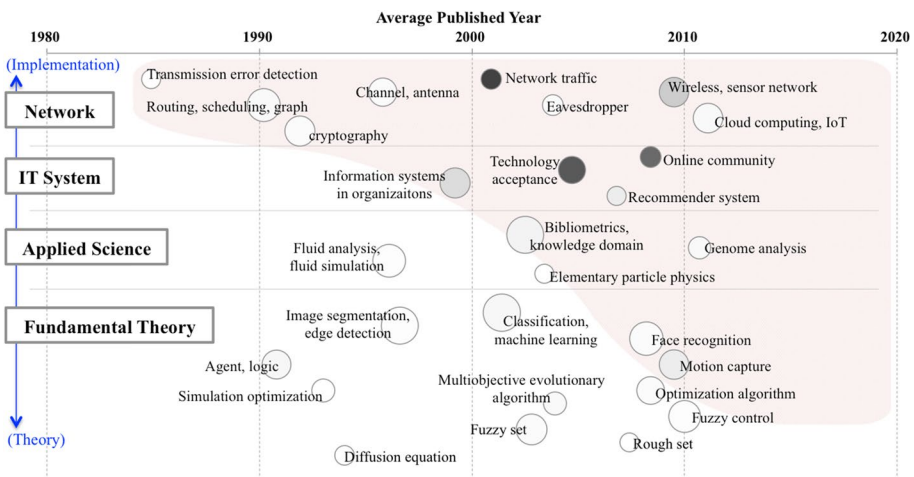 Average Published Year
1980 1990 2000 2010 2020
(Implementation)
Network
Transmission error detection
Routing, scheduling, graph
cryptography
Channel, antenna
Network traffic
Eavesdropper
Wireless, sensor network
Cloud computing, IoT
IT System
Information systems
in organizaitons
Technology
acceptance
Online community
Recommender system
Applied Science
Fluid analysis,
fluid simulation
Bibliometrics,
knowledge domain
Elementary particle physics
Genome analysis
Fundamental Theory
Image segmentation,
edge detection
Agent, logic
Simulation optimization
Classification,
machine learning
Multiobjective evolutionary
algorithm
Fuzzy set
Diffusion equation
Face recognition
Motion capture
Optimization algorithm
Fuzzy control
Rough set
(Theory)